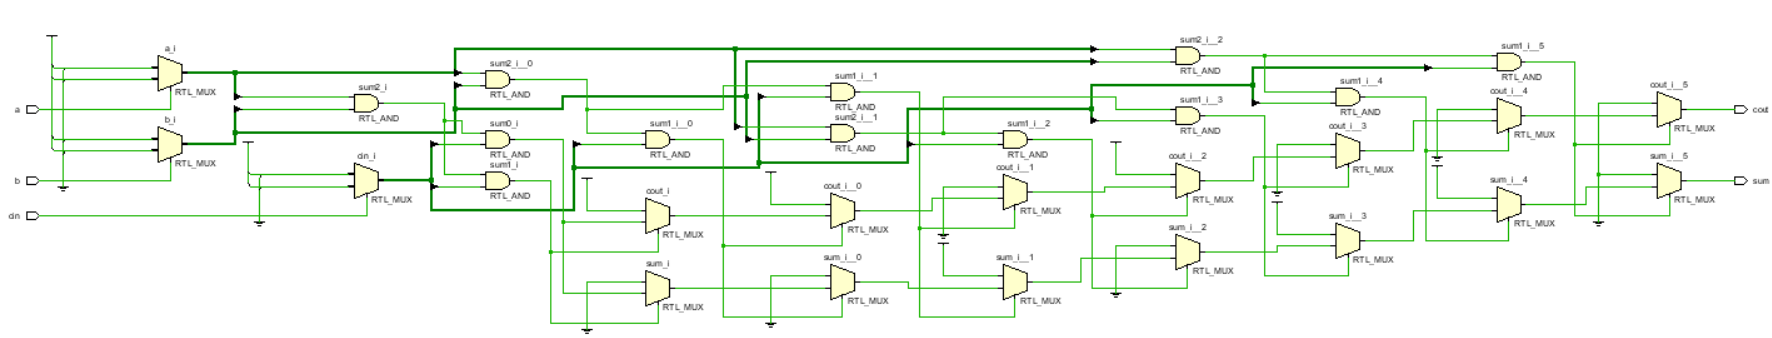 sum2_i__2
RTL_AND
sum1_i__5
RTL_AND
a_i
RTL_MUX
sum2_i__0
RTL_AND
sum1_i__1
RTL_AND
sum1_i__4
RTL_AND
cout_i__5
RTL_MUX
cout
a
sum2_i
RTL_AND
cout_i__4
RTL_MUX
sum1_i__3
RTL_AND
b_i
RTL_MUX
sum0_i
RTL_AND
sum1_i__0
RTL_AND
sum2_i__1
RTL_AND
sum1_i__2
RTL_AND
cout_i__3
RTL_MUX
b
cin_i
RTL_MUX
sum1_i
RTL_AND
cout_i__1
RTL_MUX
cout_i__2
RTL_MUX
sum_i__5
RTL_MUX
sum
cin
cout_i
RTL_MUX
cout_i__0
RTL_MUX
sum_i__4
RTL_MUX
sum_i__3
RTL_MUX
sum_i__2
RTL_MUX
sum_i
RTL_MUX
sum_i__0
RTL_MUX
sum_i__1
RTL_MUX